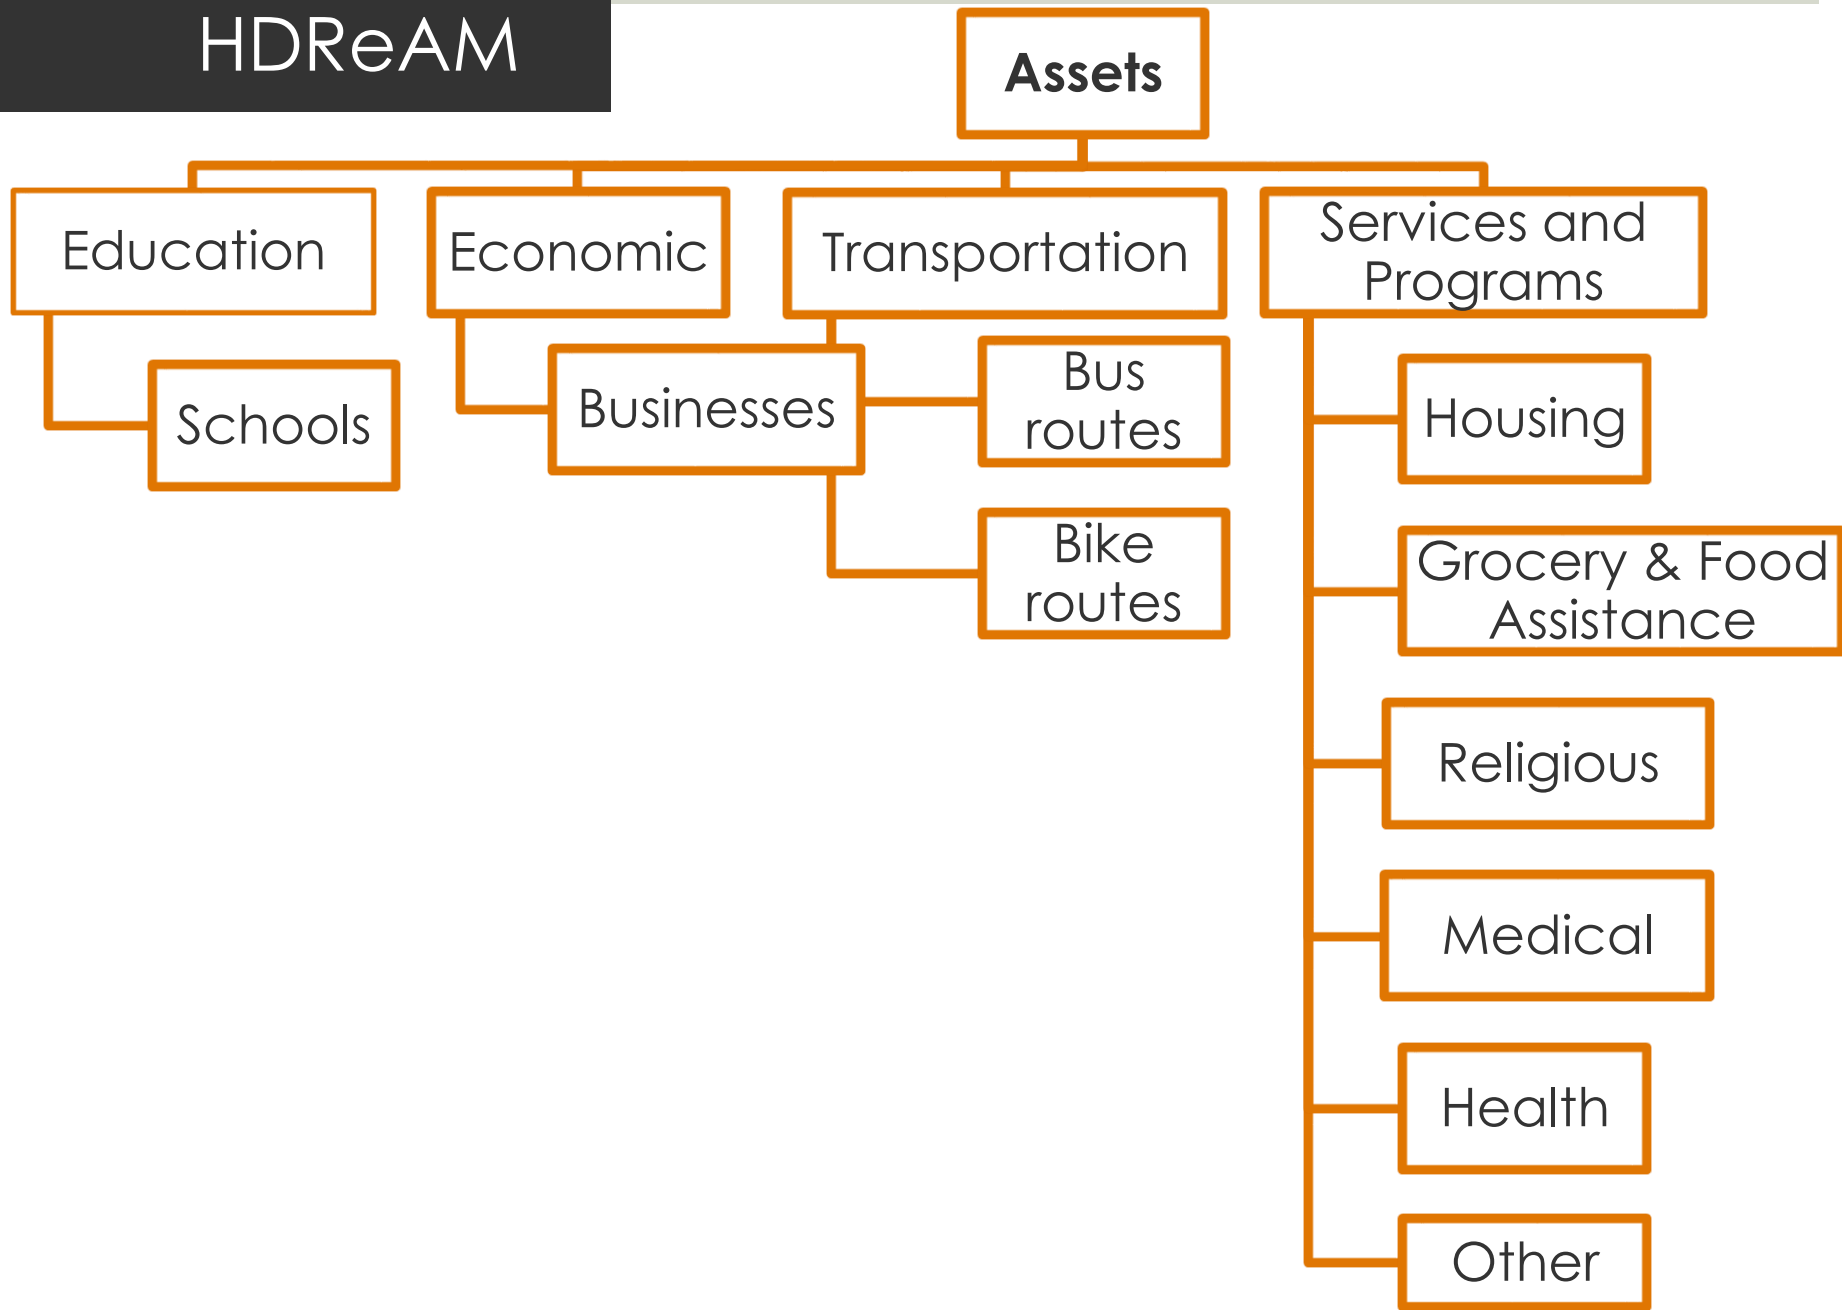 HDReAM
Assets
Education
Economic
Transportation
Services and
Programs
Schools
Businesses
Bus
routes
Bike
routes
Housing
Grocery & Food
Assistance
Religious
Medical
Health
Other